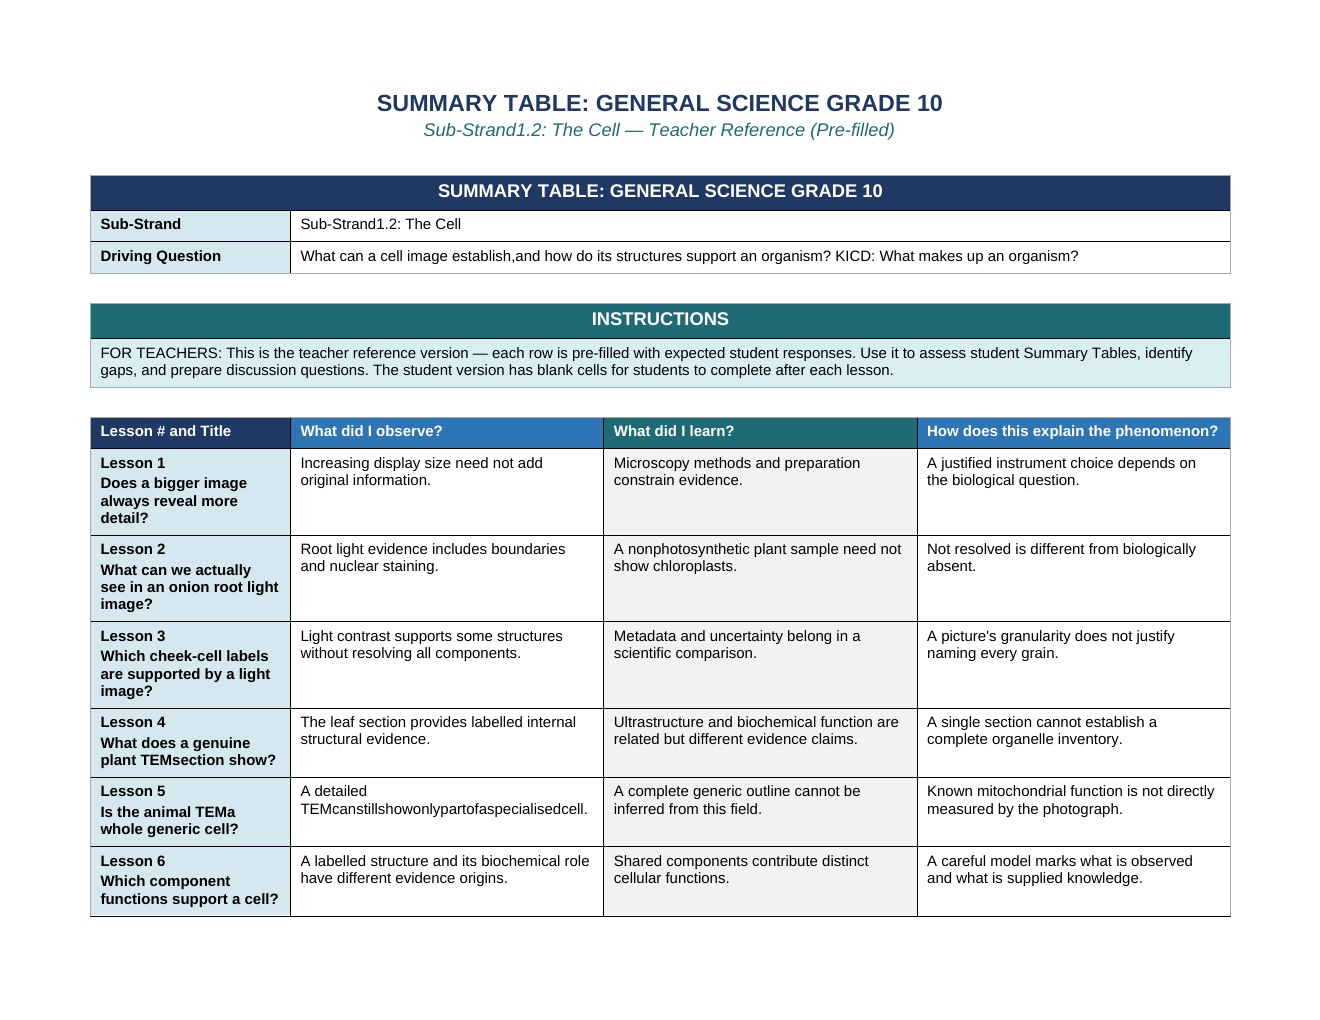 SUMMARY TABLE: GENERAL SCIENCE GRADE 10
Sub-Strand1.2: The Cell — Teacher Reference (Pre-filled)
SUMMARY TABLE: GENERAL SCIENCE GRADE 10
Sub-Strand
Sub-Strand1.2: The Cell
Driving Question
What can a cell image establish,and how do its structures support an organism? KICD: What makes up an organism?
INSTRUCTIONS
FOR TEACHERS: This is the teacher reference version — each row is pre-filled with expected student responses. Use it to assess student Summary Tables, identify
gaps, and prepare discussion questions. The student version has blank cells for students to complete after each lesson.
Lesson # and Title
What did I observe?
What did I learn?
How does this explain the phenomenon?
Lesson 1
Does a bigger image
always reveal more
detail?
Increasing display size need not add
original information.
Microscopy methods and preparation
constrain evidence.
A justified instrument choice depends on
the biological question.
Lesson 2
What can we actually
see in an onion root light
image?
Root light evidence includes boundaries
and nuclear staining.
A nonphotosynthetic plant sample need not
show chloroplasts.
Not resolved is different from biologically
absent.
Lesson 3
Which cheek-cell labels
are supported by a light
image?
Light contrast supports some structures
without resolving all components.
Metadata and uncertainty belong in a
scientific comparison.
A picture's granularity does not justify
naming every grain.
Lesson 4
What does a genuine
plant TEMsection show?
The leaf section provides labelled internal
structural evidence.
Ultrastructure and biochemical function are
related but different evidence claims.
A single section cannot establish a
complete organelle inventory.
Lesson 5
Is the animal TEMa
whole generic cell?
A detailed
TEMcanstillshowonlypartofaspecialisedcell.
A complete generic outline cannot be
inferred from this field.
Known mitochondrial function is not directly
measured by the photograph.
Lesson 6
Which component
functions support a cell?
A labelled structure and its biochemical role
have different evidence origins.
Shared components contribute distinct
cellular functions.
A careful model marks what is observed
and what is supplied knowledge.